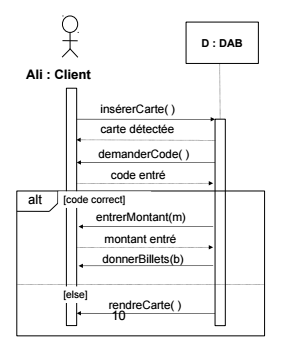 D : DAB
Ali : Client
insérerCarte( )
carte détectée
demanderCode( )
code entré
alt
[code correct]
entrerMontant(m)
montant entré
donnerBillets(b)
[else]
rendreCarte( )
10